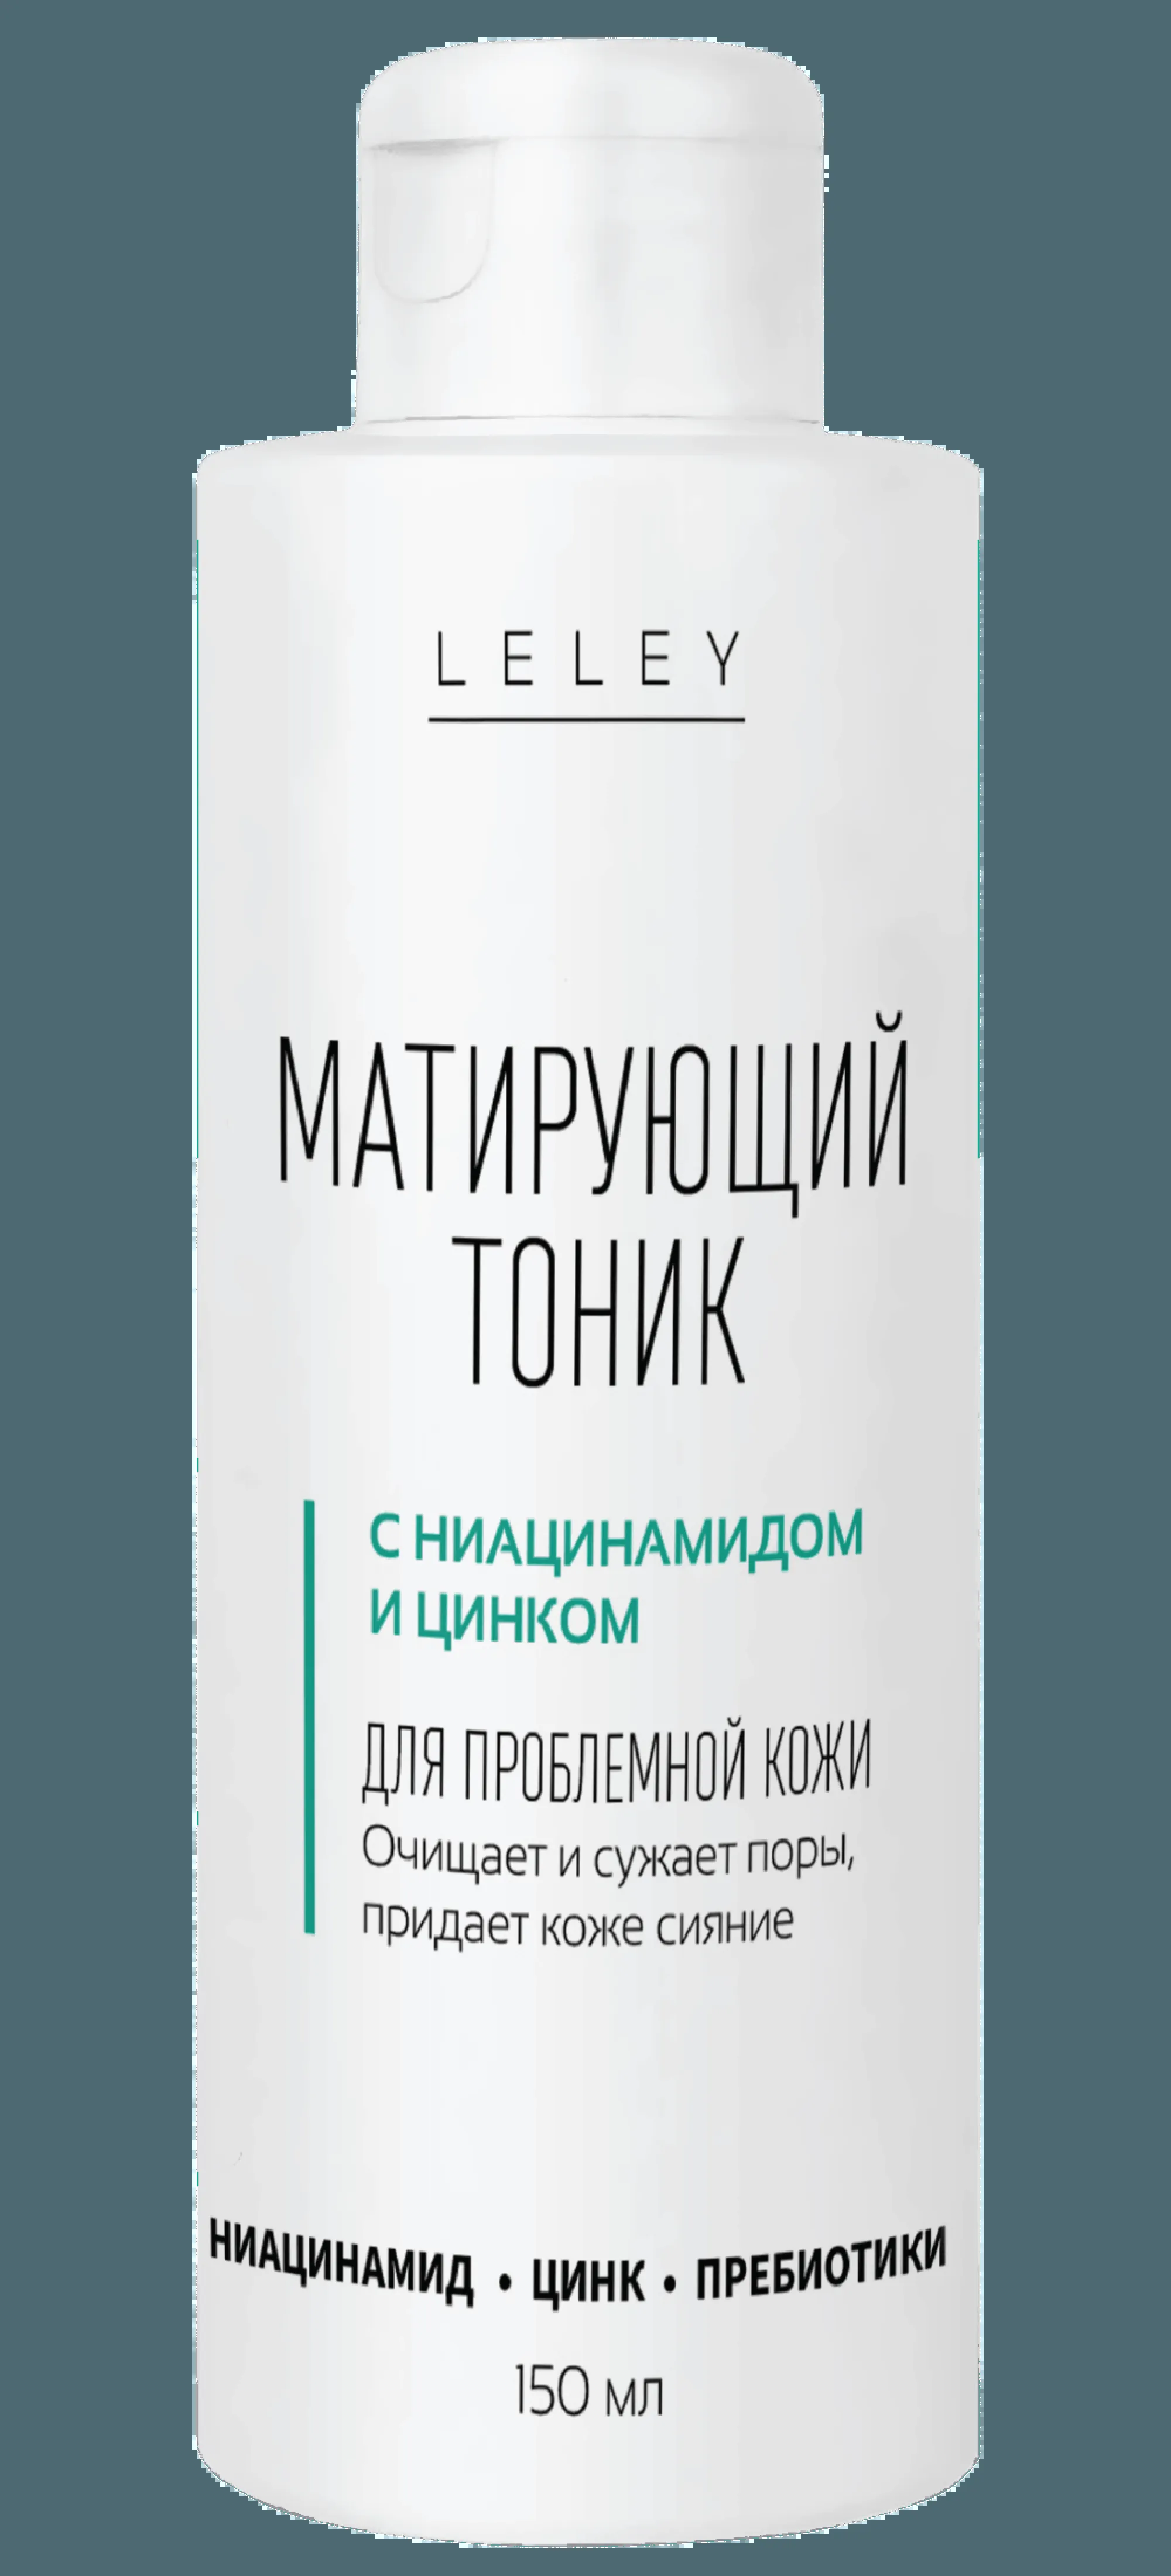 LELEY
МАТИРУЮЩИЙ
ТОНИК
С НИАЦИНАМИДОМ
И ЦИНКОМ
ДЛЯ ПРОБЛЕМНОЙ КОЖИ
Очищает и сужает поры,
придает коже сияние
НИАЦИНАМИД • ЦИНК • ПРЕБИОТИКИ
150 мл